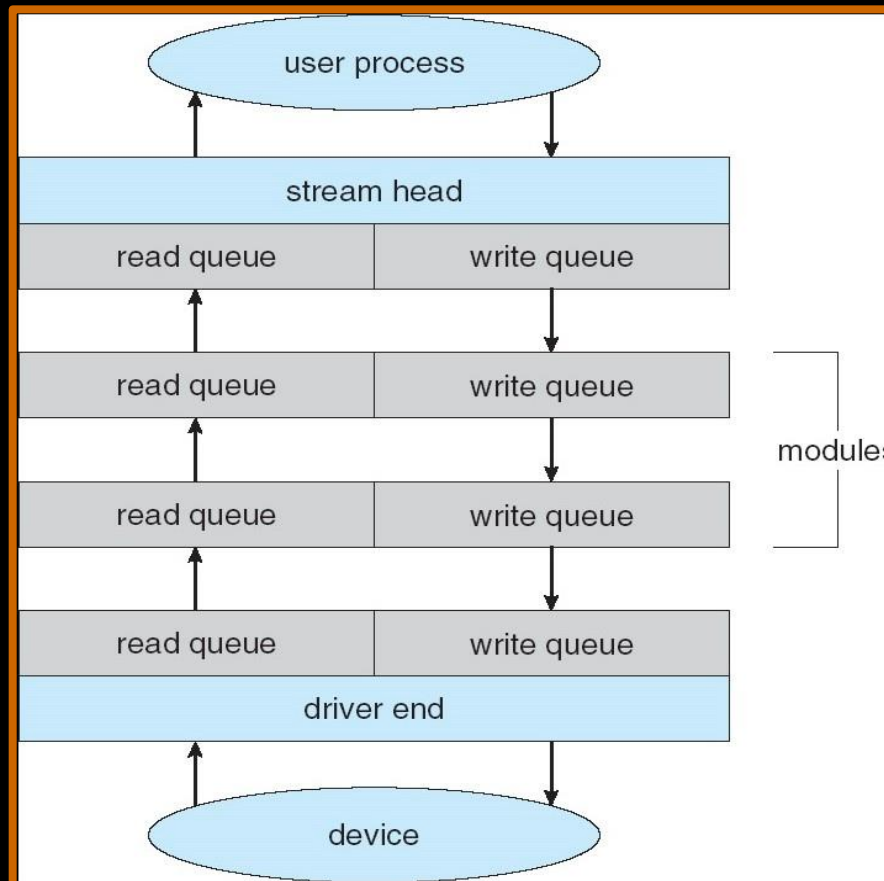 user process
stream head
read queue write queue
read queue write queue
modules
read queue write queue
read queue write queue
driver end
device